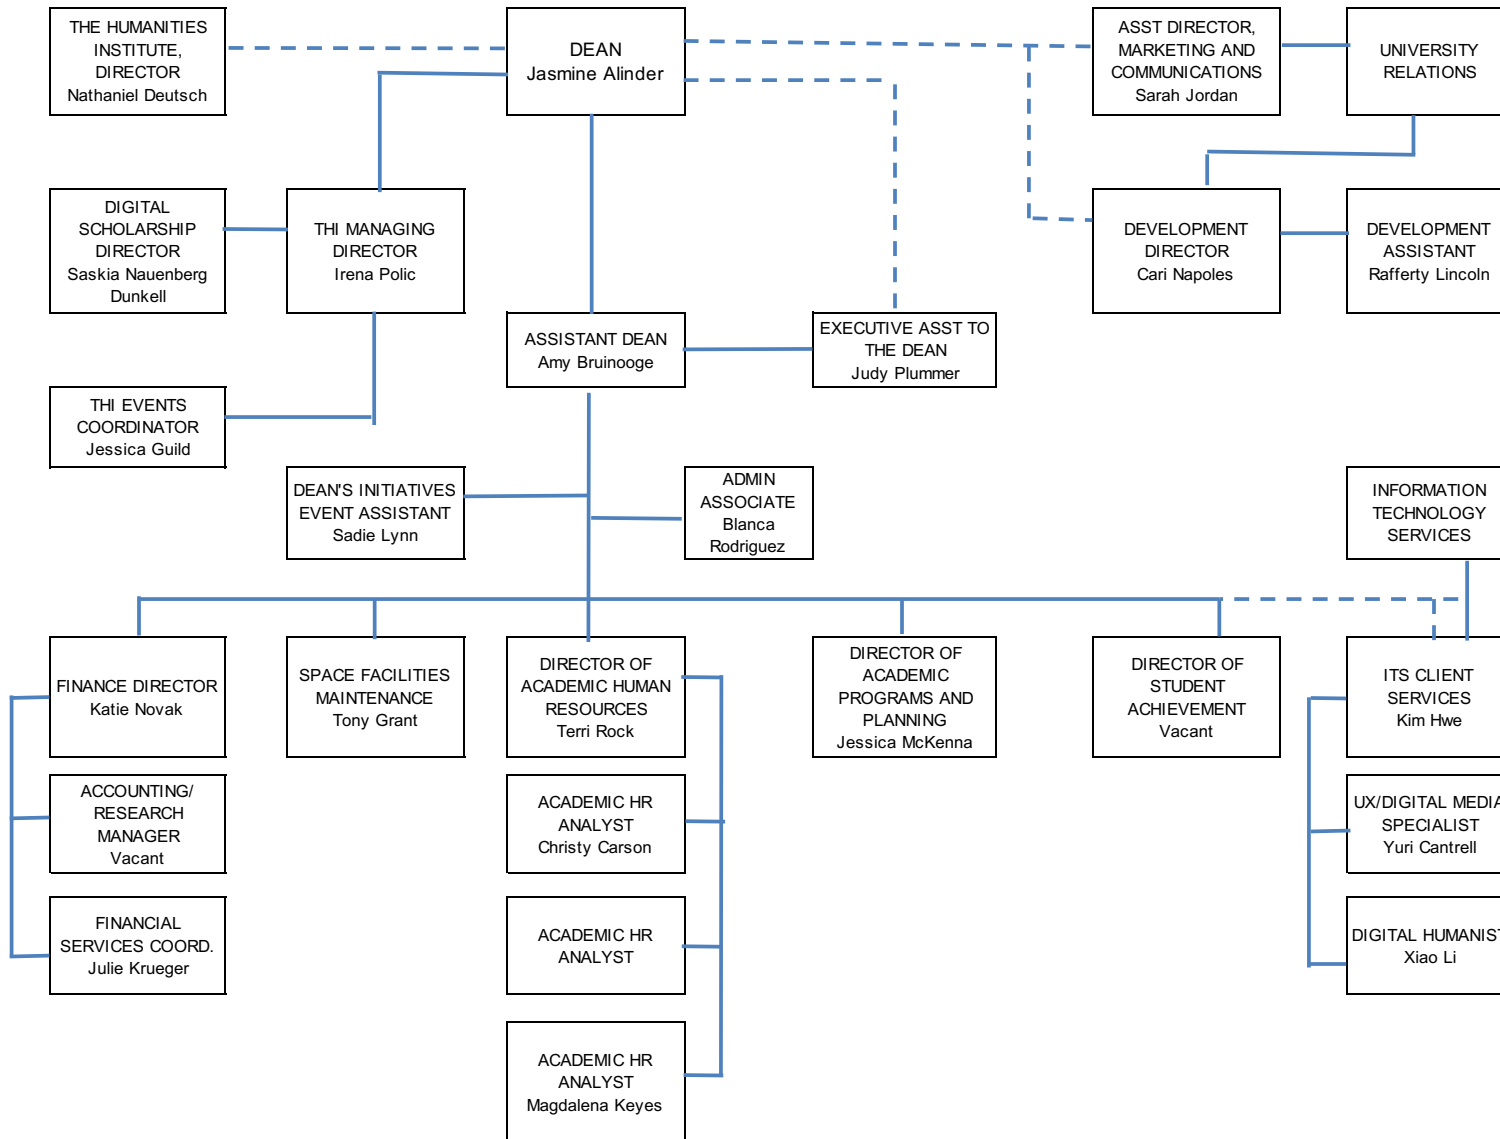 THE HUMANITIES
INSTITUTE,
DIRECTOR
Nathaniel Deutsch
DEAN
Jasmine Alinder
ASST DIRECTOR,
MARKETING AND
COMMUNICATIONS
Sarah Jordan
UNIVERSITY
RELATIONS
DIGITAL
SCHOLARSHIP
DIRECTOR
Saskia Nauenberg
Dunkell
THI MANAGING
DIRECTOR
Irena Polic
DEVELOPMENT
DIRECTOR
Cari Napoles
DEVELOPMENT
ASSISTANT
Rafferty Lincoln
ASSISTANT DEAN
Amy Bruinooge
EXECUTIVE ASST TO
THE DEAN
Judy Plummer
THI EVENTS
COORDINATOR
Jessica Guild
DEAN'S INITIATIVES
EVENT ASSISTANT
Sadie Lynn
ADMIN
ASSOCIATE
Blanca
Rodriguez
INFORMATION
TECHNOLOGY
SERVICES
FINANCE DIRECTOR
Katie Novak
SPACE FACILITIES
MAINTENANCE
Tony Grant
DIRECTOR OF
ACADEMIC HUMAN
RESOURCES
Terri Rock
DIRECTOR OF
ACADEMIC
PROGRAMS AND
PLANNING
Jessica McKenna
DIRECTOR OF
STUDENT
ACHIEVEMENT
Vacant
ITS CLIENT
SERVICES
Kim Hwe
ACCOUNTING/
RESEARCH
MANAGER
Vacant
ACADEMIC HR
ANALYST
Christy Carson
UX/DIGITAL MEDIA
SPECIALIST
Yuri Cantrell
FINANCIAL
SERVICES COORD.
Julie Krueger
ACADEMIC HR
ANALYST
DIGITAL HUMANIST
Xiao Li
ACADEMIC HR
ANALYST
Magdalena Keyes